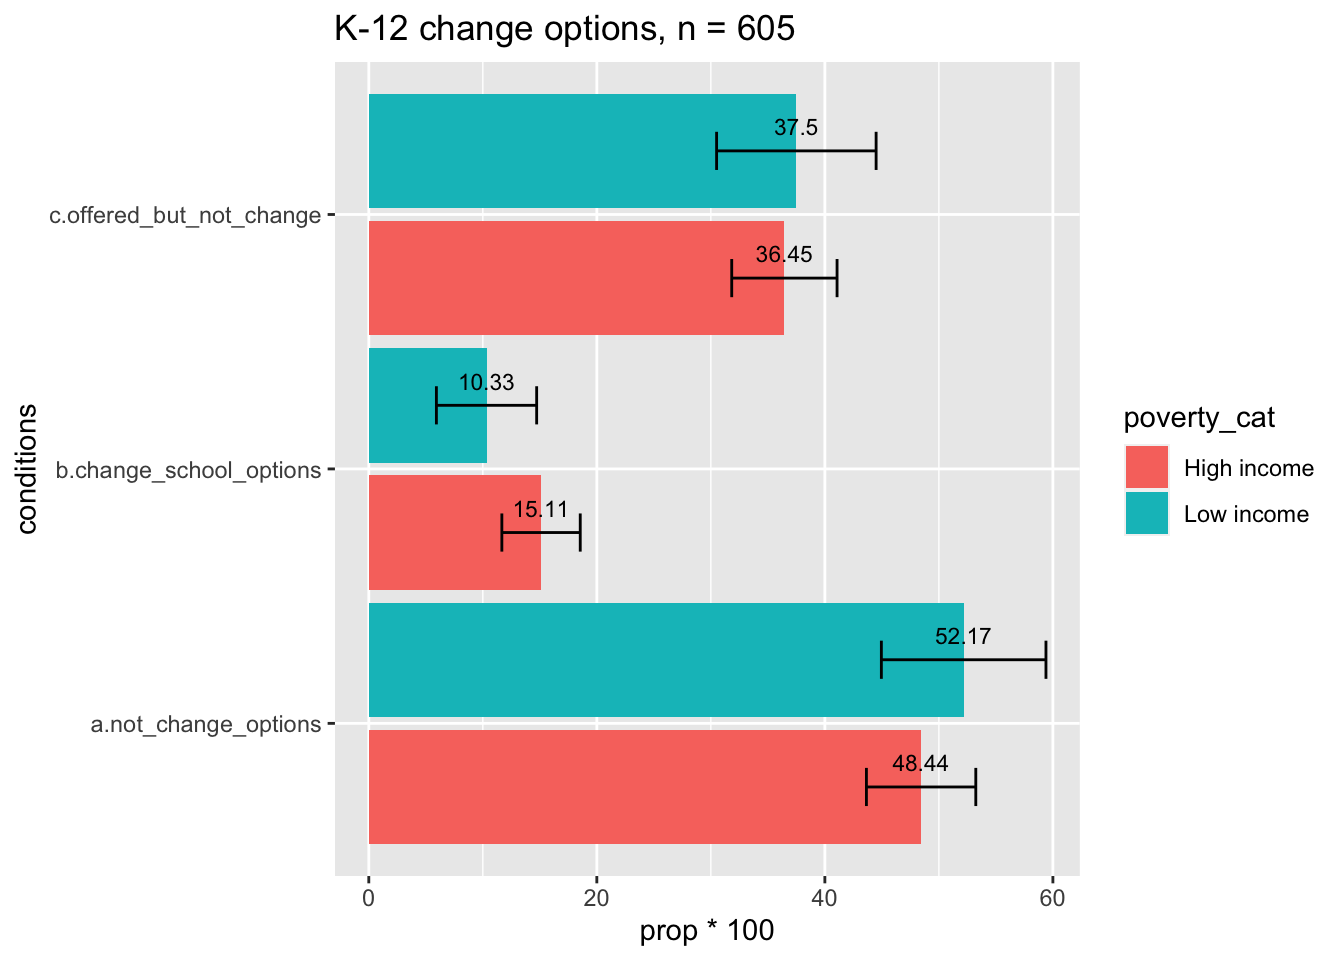 K-12 change options, n = 605
c.offered_but_not_change
37.5
36.45
b.change_school_options
10.33
15.11
a.not_change_options
52.17
48.44
conditions
0 20 40 60
prop * 100
poverty_cat
High income
Low income